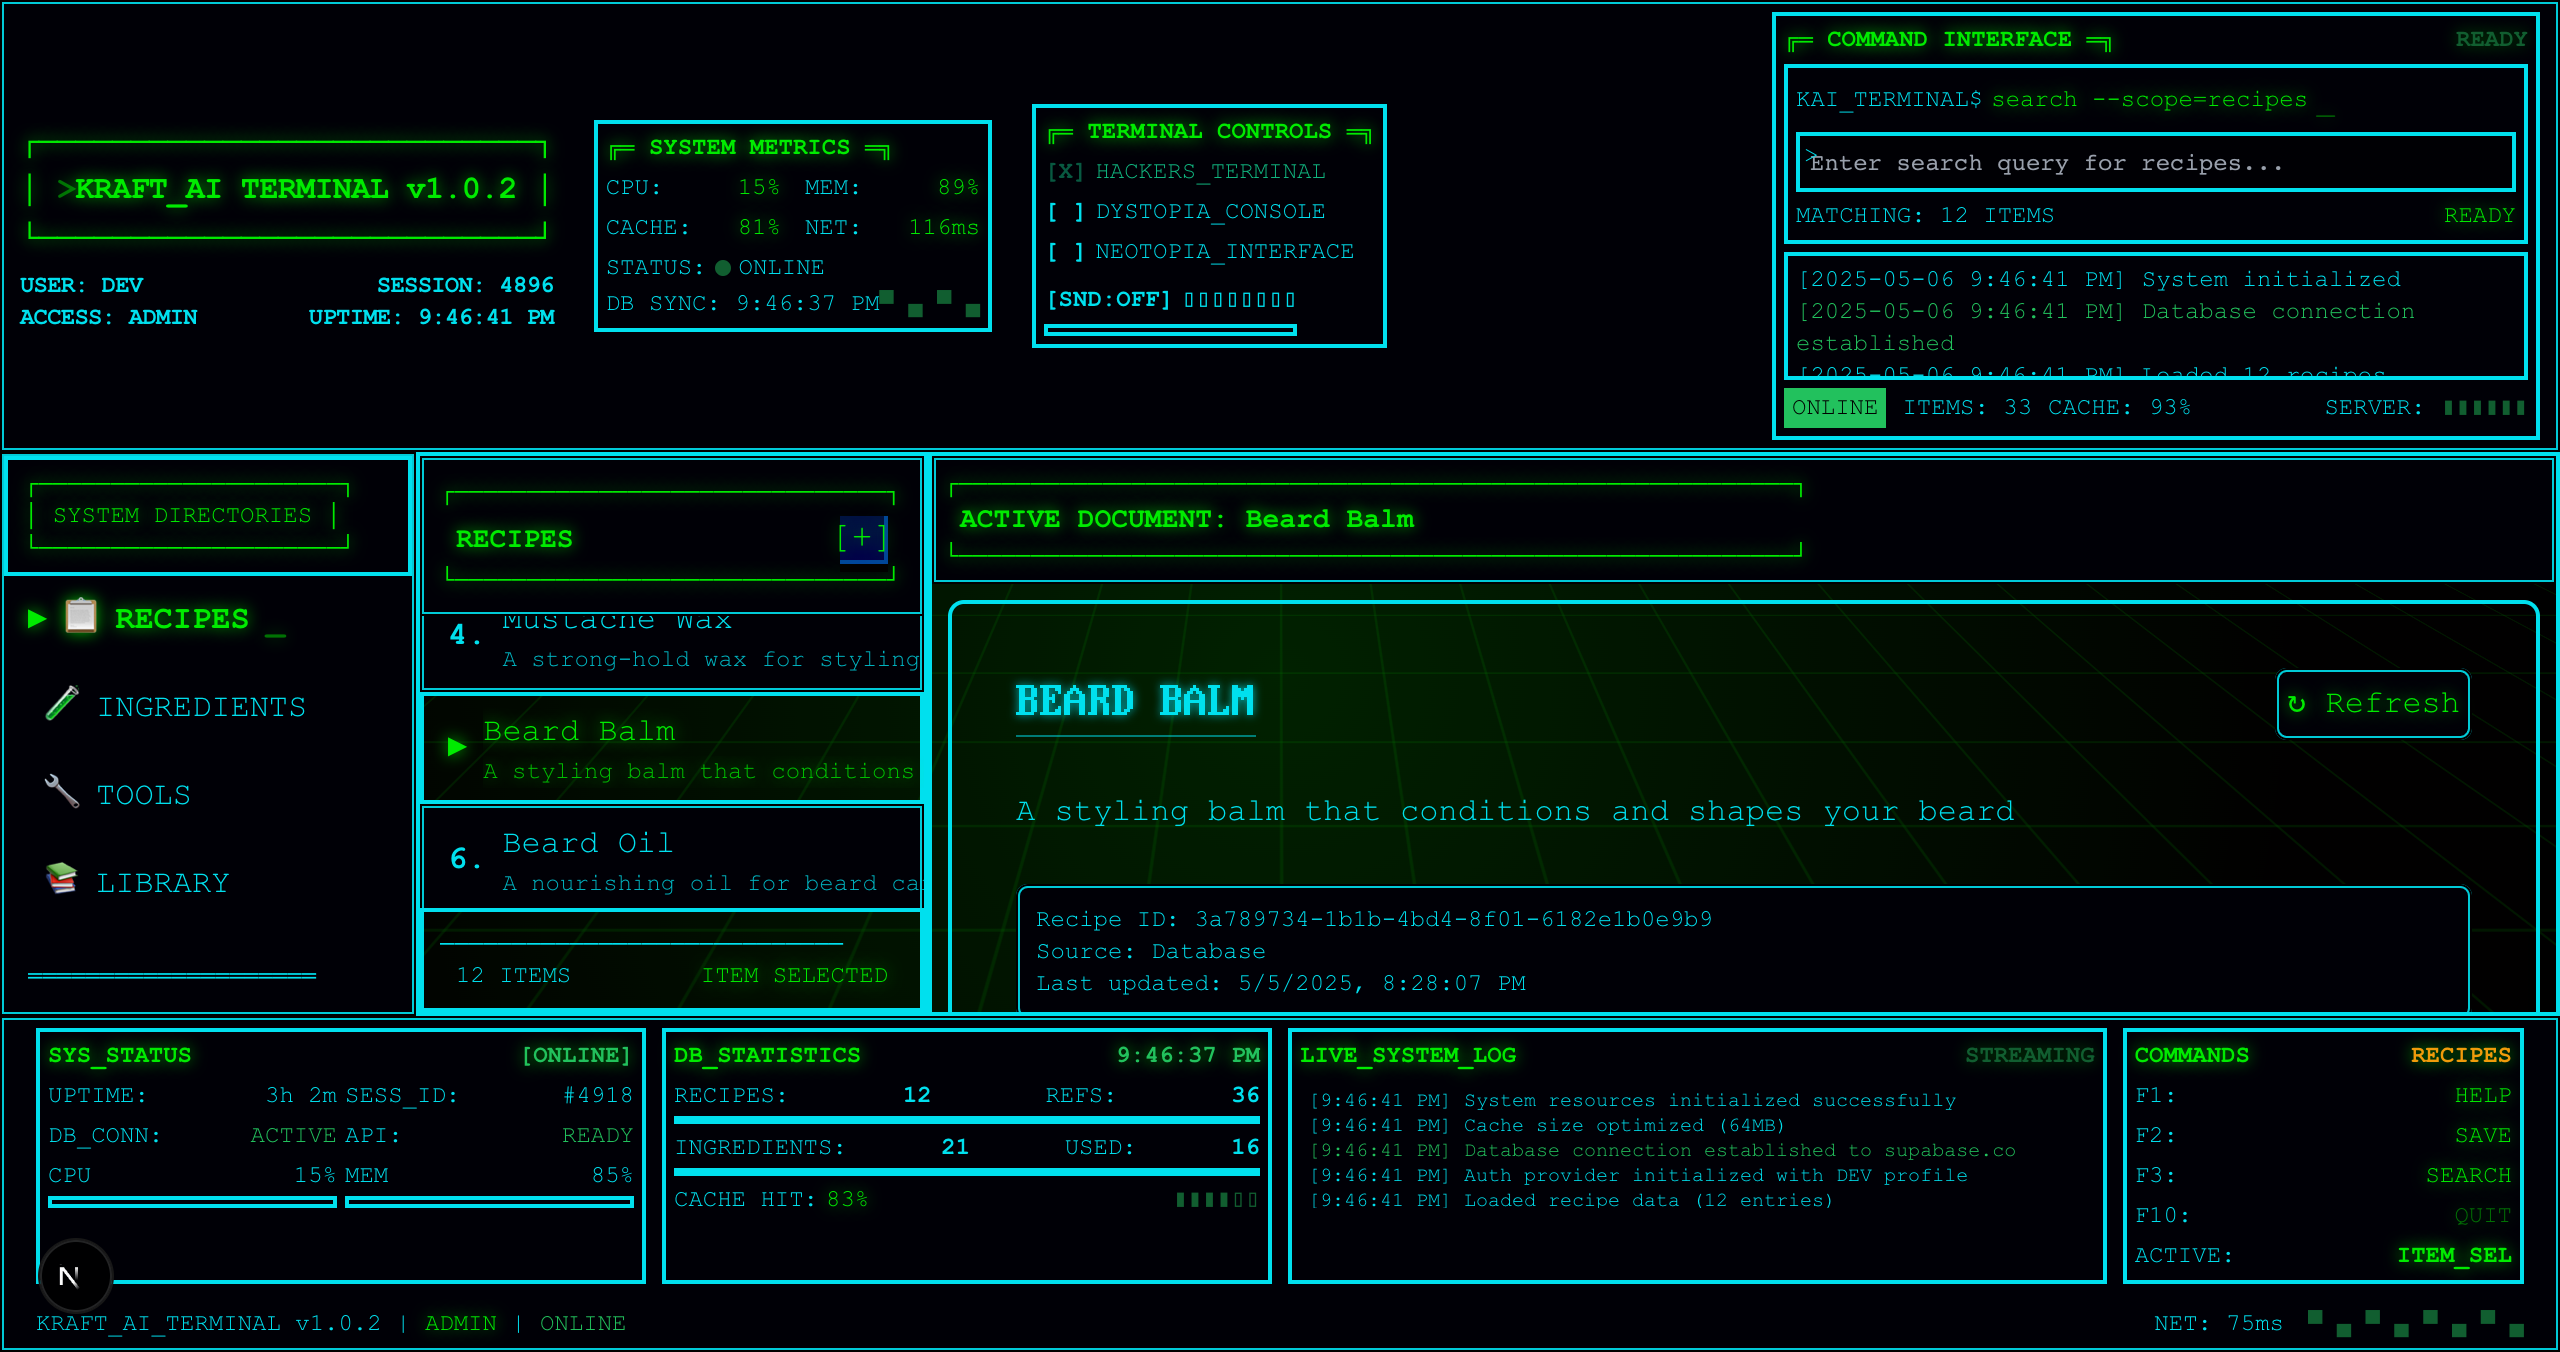 >KRAFT_AI TERMINAL v1.0.2
USER: DEV
SESSION: 4896
ACCESS: ADMIN
UPTIME: 9:46:41 PM
SYSTEM METRICS
CPU: 15% MEM: 89%
CACHE: 81% NET: 116ms
STATUS: ONLINE
DB SYNC: 9:46:37 PM
TERMINAL CONTROLS
[X] HACKERS_TERMINAL
[ ] DYSTOPIA_CONSOLE
[ ] NEOTOPIA_INTERFACE
[SND:OFF]
COMMAND INTERFACE
READY
KAI_TERMINAL$ search --scope=recipes _
> Enter search query for recipes...
MATCHING: 12 ITEMS
READY
[2025-05-06 9:46:41 PM] System initialized
[2025-05-06 9:46:41 PM] Database connection
established
[2025-05-06 9:46:41 PM] Loaded 12 recipes
ONLINE ITEMS: 33 CACHE: 93% SERVER:
SYSTEM DIRECTORIES
▶ RECIPES _
INGREDIENTS
TOOLS
LIBRARY
RECIPES [+]
4. Mustache Wax
A strong-hold wax for styling
▶ Beard Balm
A styling balm that conditions
6. Beard Oil
A nourishing oil for beard ca
12 ITEMS
ITEM SELECTED
ACTIVE DOCUMENT: Beard Balm
BEARD BALM
↻ Refresh
A styling balm that conditions and shapes your beard
Recipe ID: 3a789734-1b1b-4bd4-8f01-6182e1b0e9b9
Source: Database
Last updated: 5/5/2025, 8:28:07 PM
SYS_STATUS [ONLINE]
UPTIME: 3h 2m SESS_ID: #4918
DB_CONN: ACTIVE API: READY
CPU 15% MEM 85%
DB_STATISTICS 9:46:37 PM
RECIPES: 12 REFS: 36
INGREDIENTS: 21 USED: 16
CACHE HIT: 83%
LIVE_SYSTEM_LOG STREAMING
[9:46:41 PM] System resources initialized successfully
[9:46:41 PM] Cache size optimized (64MB)
[9:46:41 PM] Database connection established to supabase.co
[9:46:41 PM] Auth provider initialized with DEV profile
[9:46:41 PM] Loaded recipe data (12 entries)
COMMANDS RECIPES
F1: HELP
F2: SAVE
F3: SEARCH
F10: QUIT
ACTIVE: ITEM_SEL
N
KRAFT_AI_TERMINAL v1.0.2 | ADMIN | ONLINE
NET: 75ms